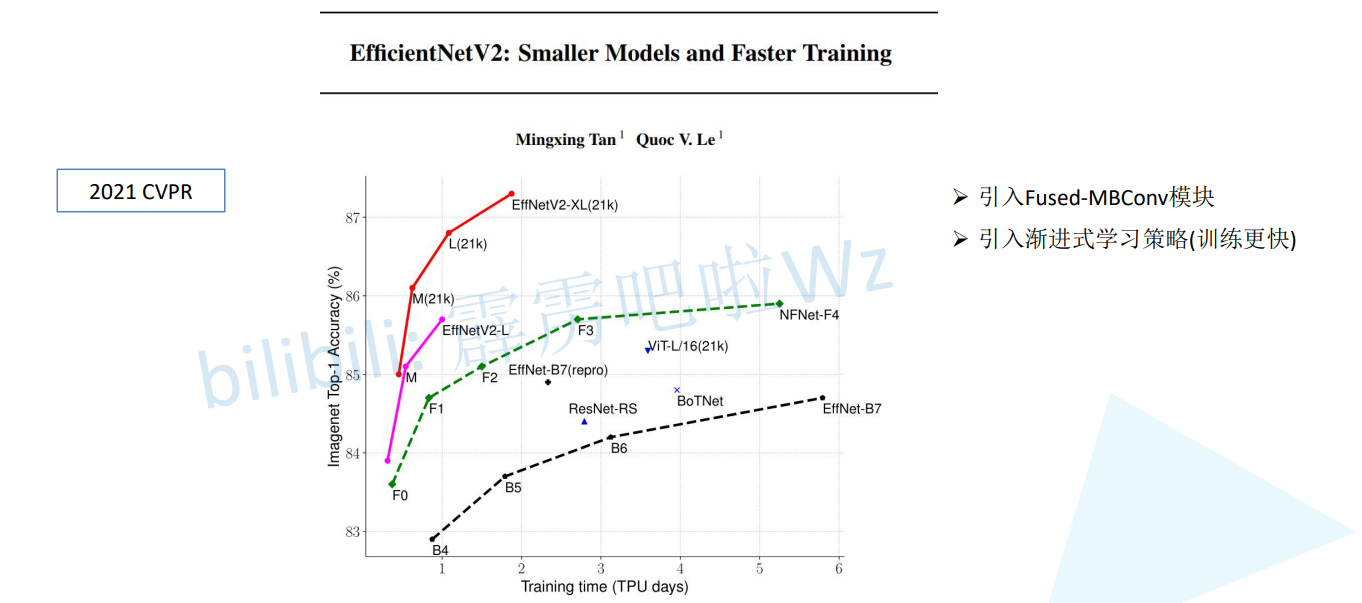 EfficientNetV2: Smaller Models and Faster Training
Mingxing Tan 1 Quoc V. Le 1
2021 CVPR
➢ 引入Fused-MBConv模块
➢ 引入渐进式学习策略(训练更快)
bilibili: 霹雳吧啦Wz
Imagenet Top-1 Accuracy (%)
87
86
85
84
83
EffNetV2-XL(21k)
L(21k)
M(21k)
EffNetV2-L
M
NFNet-F4
F3
F2
F1
F0
ViT-L/16(21k)
EffNet-B7(repro)
BoTNet
ResNet-RS
EffNet-B7
B6
B5
B4
1 2 3 4 5 6
Training time (TPU days)